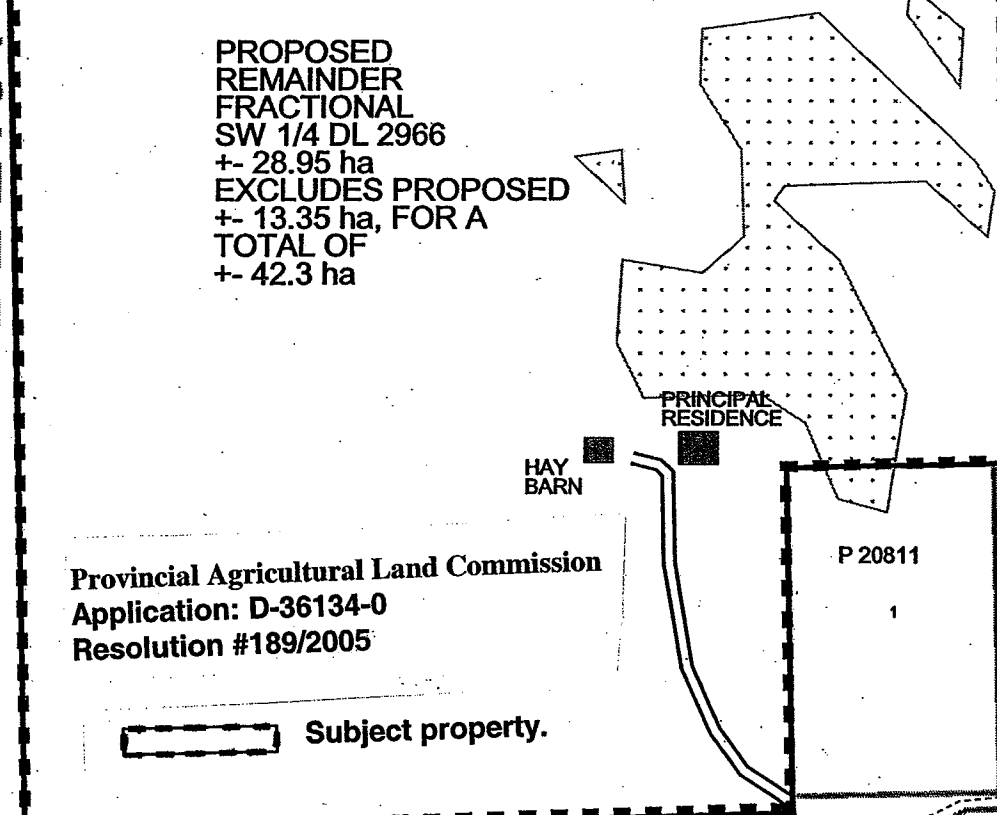 PROPOSED
REMAINDER
FRACTIONAL
SW 1/4 DL 2966
+- 28.95 ha
EXCLUDES PROPOSED
+- 13.35 ha, FOR A
TOTAL OF
+- 42.3 ha
PRINCIPAL
RESIDENCE
HAY
BARN
P 20811
1
Provincial Agricultural Land Commission
Application: D-36134-0
Resolution #189/2005
Subject property.